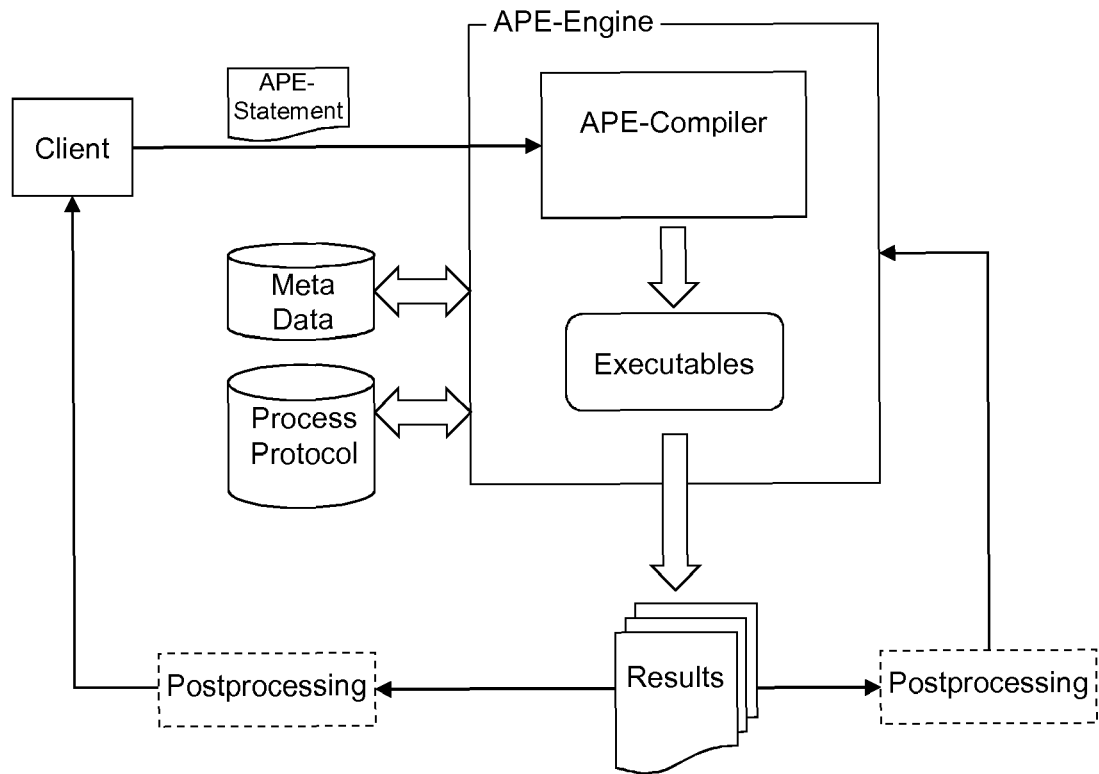 APE-Engine
APE-
Statement
APE-Compiler
Client
Meta
Data
Executables
Process
Protocol
Postprocessing
Results
Postprocessing